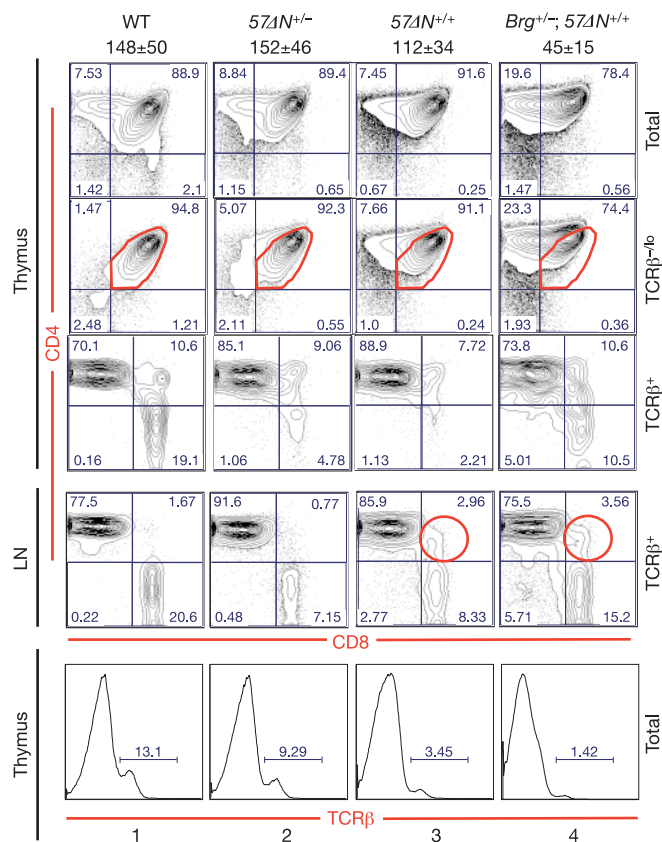 WT 57ΔN+/- 57ΔN+/+ Brg+/-; 57ΔN+/+
148±50 152±46 112±34 45±15
7.53 88.9 8.84 89.4 7.45 91.6 19.6 78.4
Total
1.42 2.1 1.15 0.65 0.67 0.25 1.47 0.56
1.47 94.8 5.07 92.3 7.66 91.1 23.3 74.4
Thymus
TCRβ-/lo
2.48 1.21 2.11 0.55 1.0 0.24 1.93 0.36
CD4
70.1 10.6 85.1 9.06 88.9 7.72 73.8 10.6
TCRβ+
0.16 19.1 1.06 4.78 1.13 2.21 5.01 10.5
77.5 1.67 91.6 0.77 85.9 2.96 75.5 3.56
LN
TCRβ+
0.22 20.6 0.48 7.15 2.77 8.33 5.71 15.2
CD8
Thymus
Total
13.1 9.29 3.45 1.42
TCRβ
1 2 3 4